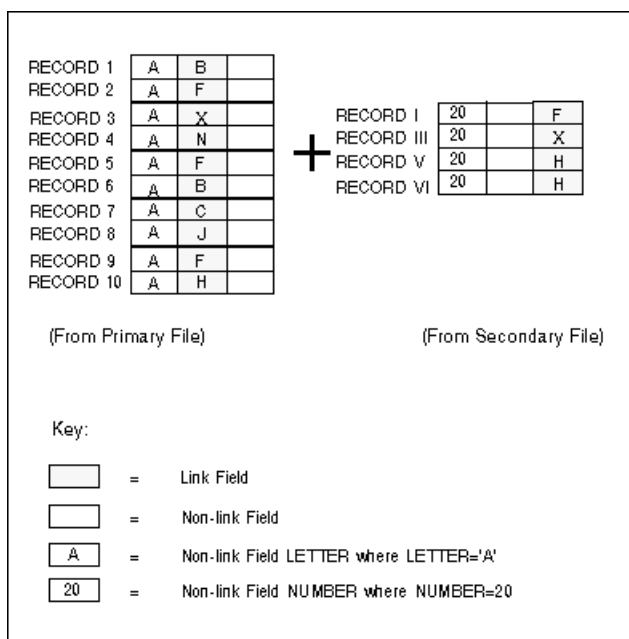 RECORD 1 A B
RECORD 2 A F
RECORD 3 A X
RECORD 4 A N
RECORD 5 A F
RECORD 6 A B
RECORD 7 A C
RECORD 8 A J
RECORD 9 A F
RECORD 10 A H
+
RECORD I 20 F
RECORD III 20 X
RECORD V 20 H
RECORD VI 20 H
(From Primary File)
(From Secondary File)
Key:
= Link Field
= Non-link Field
A = Non-link Field LETTER where LETTER='A'
20 = Non-link Field NUMBER where NUMBER=20